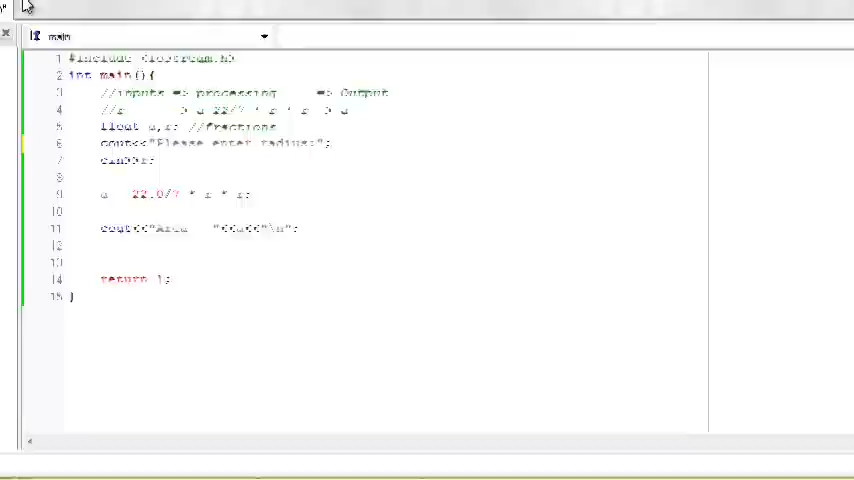 main
1 #include <iostream.h>
2 int main(){
3 //inputs => processing => Output
4 //r > a 22/7 * r * r > a
5 float a,r; //fractions
6 cout<<"Please enter radius:";
7 cin>>r;
8
9 a = 22.0/7 * r * r;
10
11 cout<<"Area = "<<a<<"\n";
12
13
14 return 1;
15 }